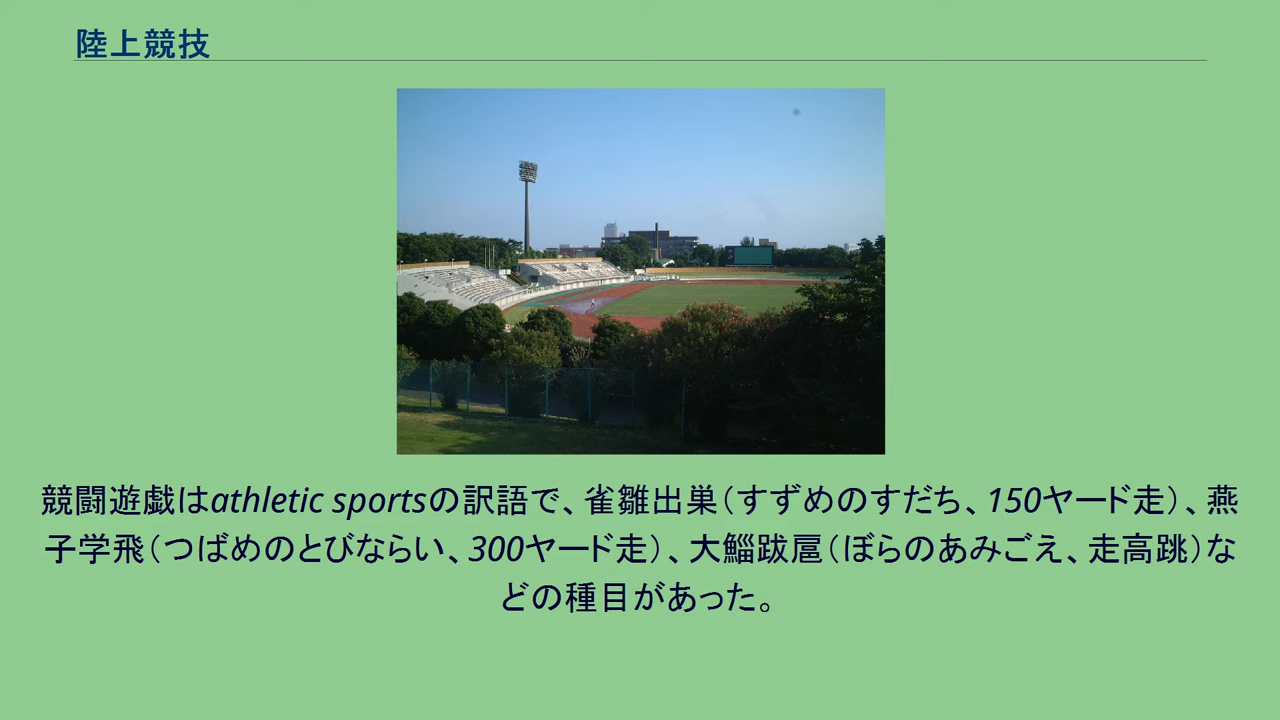 陸上競技
競闘遊戯はathletic sportsの訳語で、雀雛出巣（すずめのすだち、150ヤード走）、燕
子学飛（つばめのとびならい、300ヤード走）、大鯔跋扈（ぼらのあみごえ、走高跳）な
どの種目があった。